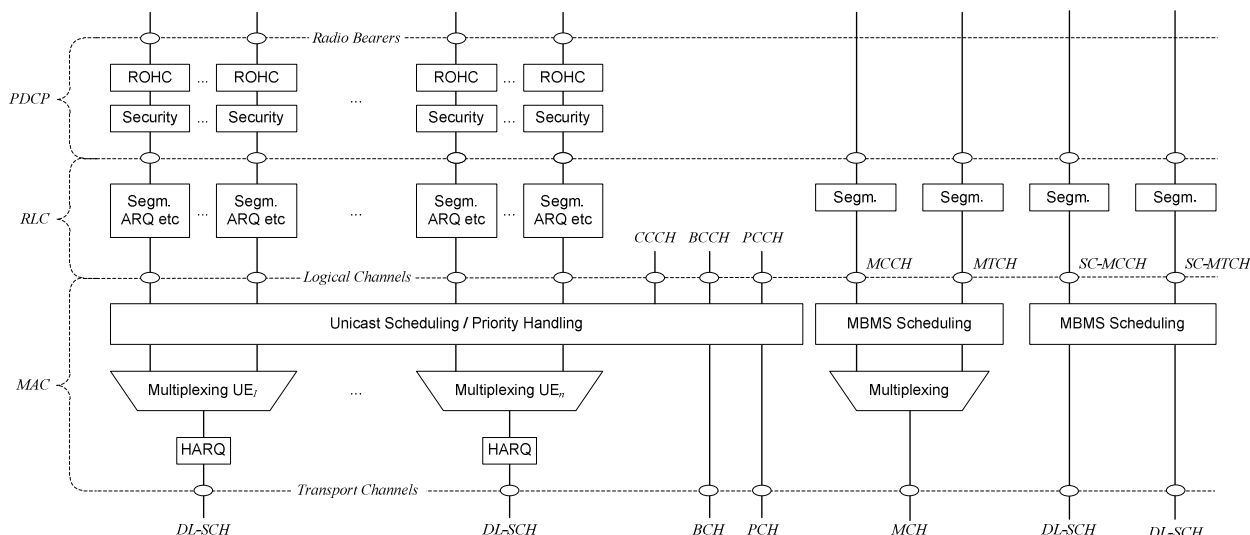 Radio Bearers
ROHC ... ROHC ROHC ... ROHC
PDCP
...
Security ... Security Security ... Security
Segm. ARQ etc ... Segm. ARQ etc ... Segm. ARQ etc ... Segm. ARQ etc
Segm. Segm. Segm. Segm.
RLC
CCCH BCCH PCCH
MCCH MTCH SC-MCCH SC-MTCH
Logical Channels
Unicast Scheduling / Priority Handling MBMS Scheduling MBMS Scheduling
MAC
Multiplexing UE1 ... Multiplexing UEn Multiplexing
HARQ HARQ
Transport Channels
DL-SCH DL-SCH BCH PCH MCH DL-SCH DL-SCH